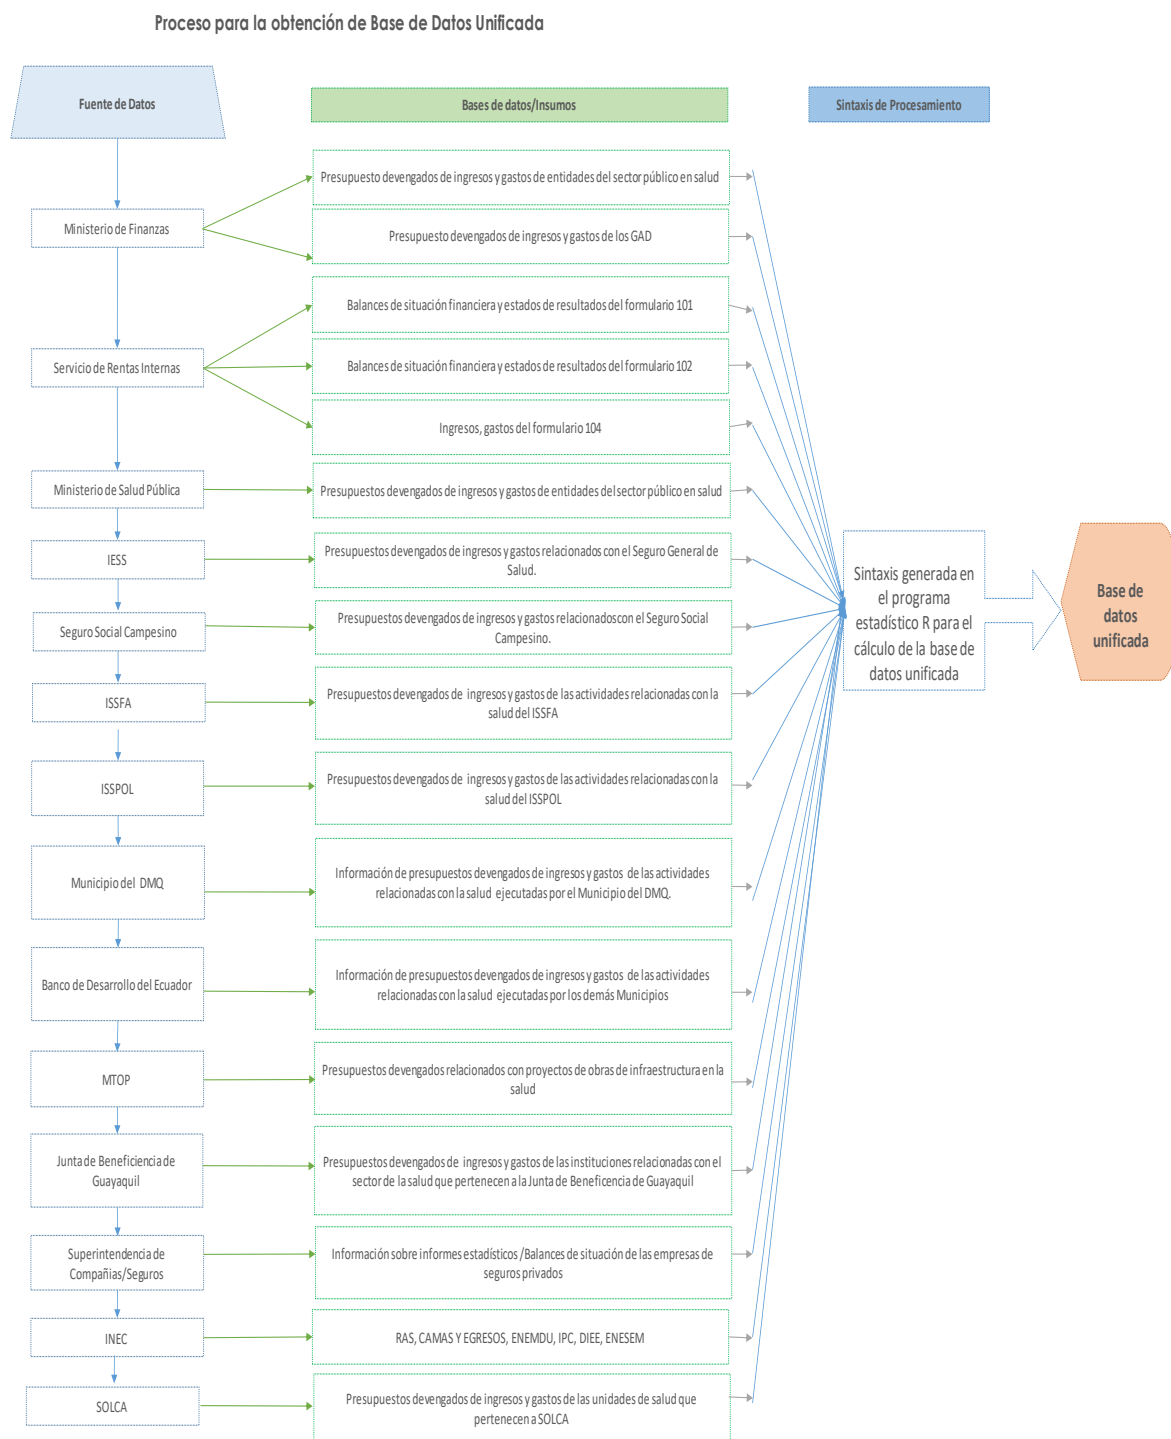 Proceso para la obtención de Base de Datos Unificada
Fuente de Datos
Bases de datos/Insumos
Sintaxis de Procesamiento
Presupuesto devengados de ingresos y gastos de entidades del sector público en salud
Ministerio de Finanzas
Presupuesto devengados de ingresos y gastos de los GAD
Balances de situación financiera y estados de resultados del formulario 101
Servicio de Rentas Internas
Balances de situación financiera y estados de resultados del formulario 102
Ingresos, gastos del formulario 104
Ministerio de Salud Pública
Presupuestos devengados de ingresos y gastos de entidades del sector público en salud
IESS
Presupuestos devengados de ingresos y gastos relacionados con el Seguro General de
Salud.
Seguro Social Campesino
Presupuestos devengados de ingresos y gastos relacionados con el Seguro Social
Campesino.
ISSFA
Presupuestos devengados de ingresos y gastos de las actividades relacionadas con la
salud del ISSFA
ISSPOL
Presupuestos devengados de ingresos y gastos de las actividades relacionadas con la
salud del ISSPOL
Municipio del DMQ
Información de presupuestos devengados de ingresos y gastos de las actividades
relacionadas con la salud ejecutadas por el Municipio del DMQ.
Banco de Desarrollo del Ecuador
Información de presupuestos devengados de ingresos y gastos de las actividades
relacionadas con la salud ejecutadas por los demás Municipios
MTOP
Presupuestos devengados relacionados con proyectos de obras de infraestructura en la
salud
Junta de Beneficiencia de
Guayaquil
Presupuestos devengados de ingresos y gastos de las instituciones relacionadas con el
sector de la salud que pertenecen a la Junta de Beneficencia de Guayaquil
Superintendencia de
Compañias/Seguros
Información sobre informes estadísticos /Balances de situación de las empresas de
seguros privados
INEC
RAS, CAMAS Y EGRESOS, ENEMDU, IPC, DIEE, ENESEM
SOLCA
Presupuestos devengados de ingresos y gastos de las unidades de salud que
pertenecen a SOLCA
Sintaxis generada en
el programa
estadístico R para el
cálculo de la base de
datos unificada
Base de
datos
unificada